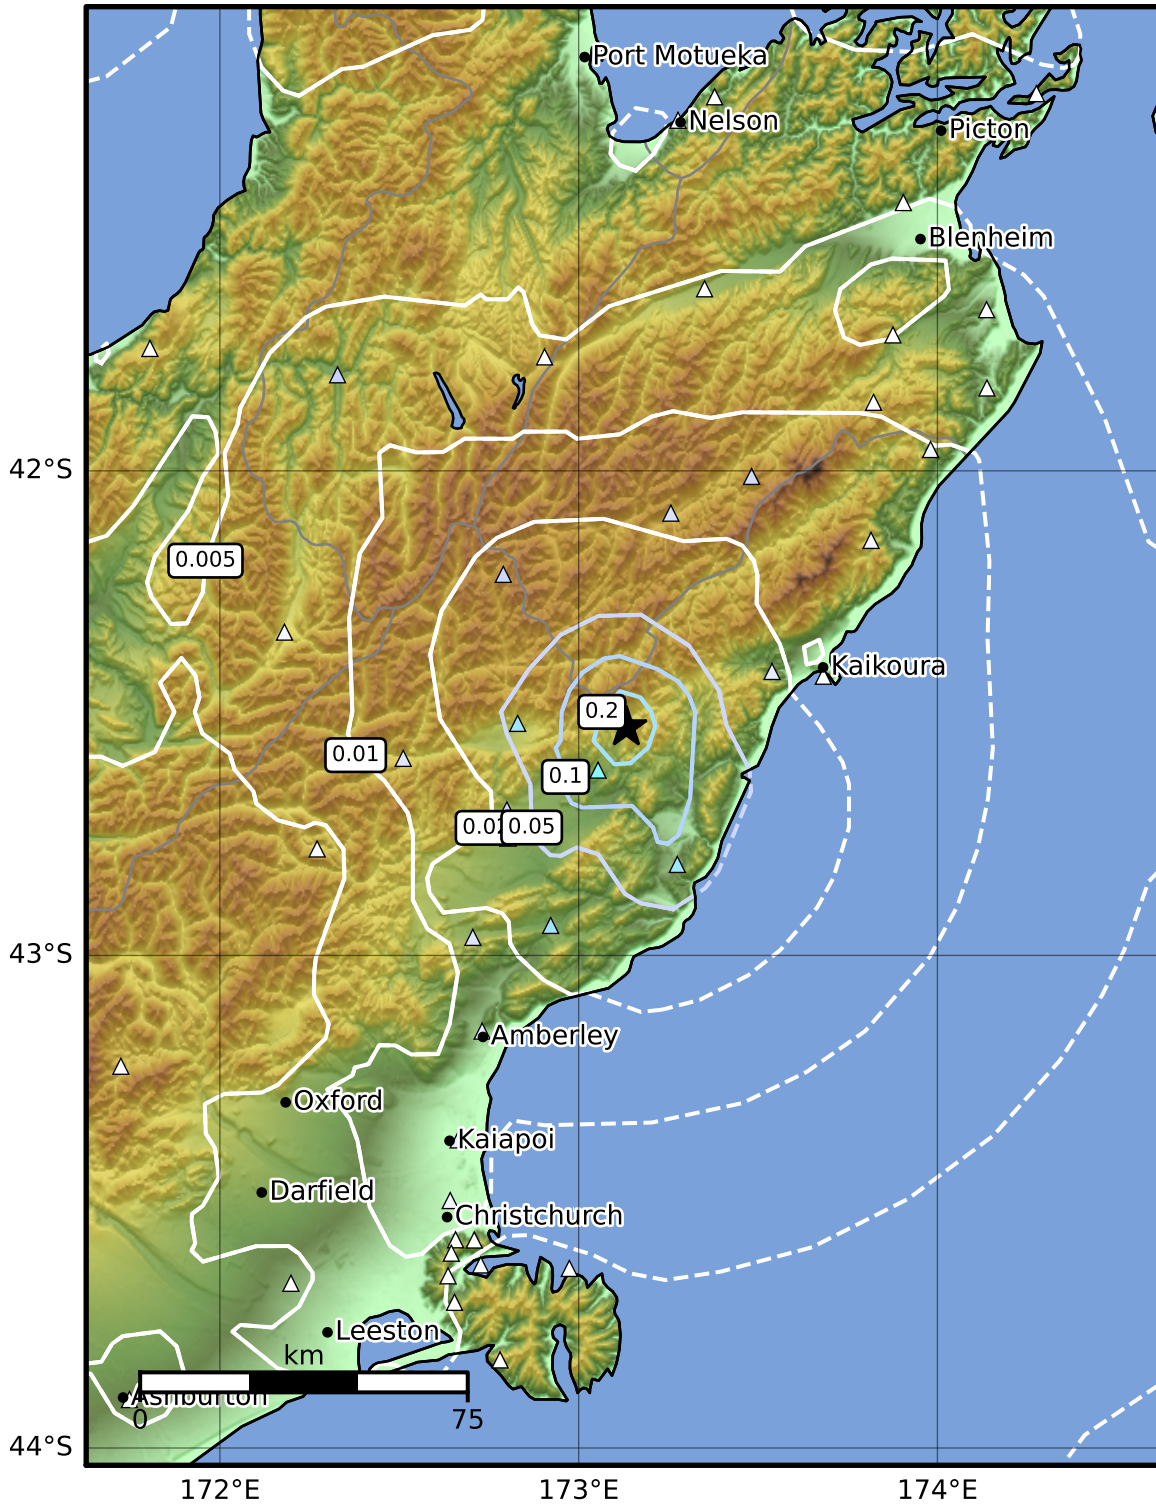 Port Motueka
Nelson
Picton
Blenheim
42°S
0.005
Kaikoura
0.2
0.01
0.1
0.05
43°S
Amberley
Oxford
Kaiapoi
Darfield
Christchurch
Leeston
km
Ashburton
0
75
44°S
172°E
173°E
174°E